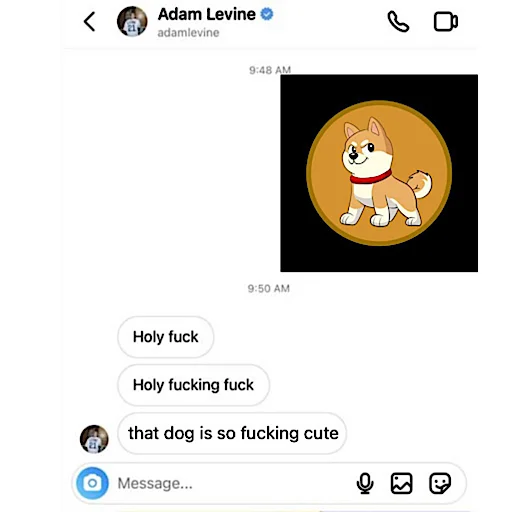 Adam Levine
adamlevine
9:48 AM
9:50 AM
Holy fuck
Holy fucking fuck
that dog is so fucking cute
Message...